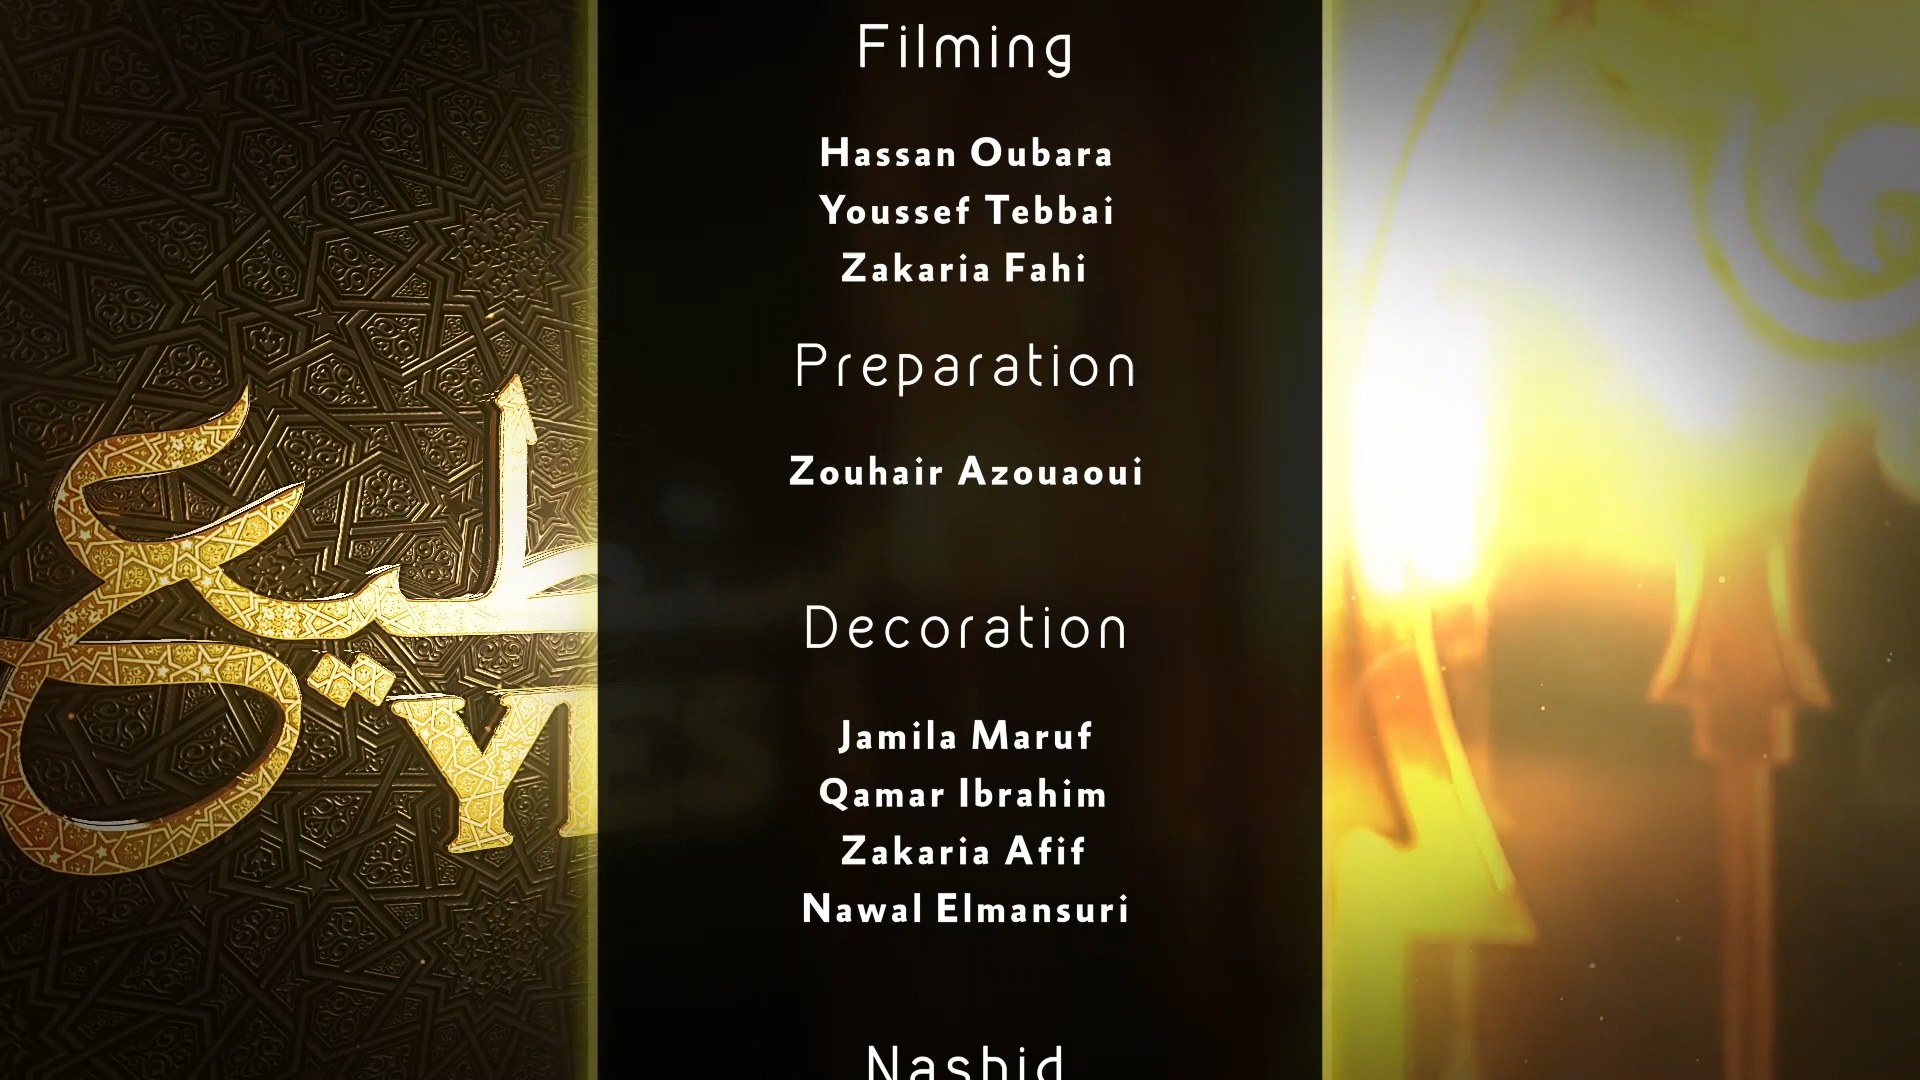 Filming
Hassan Oubara
Youssef Tebbai
Zakaria Fahi
Preparation
Zouhair Azouaoui
Decoration
Jamila Maruf
Qamar Ibrahim
Zakaria Afif
Nawal Elmansuri
Nashid